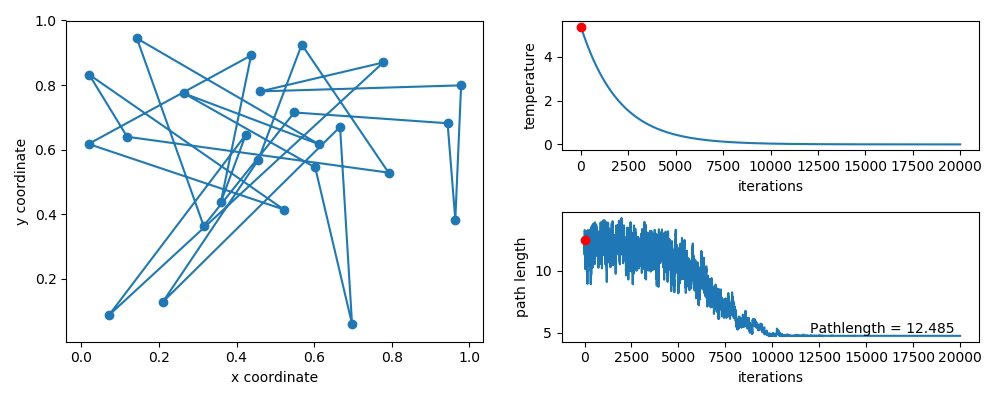 1.0
0.8
0.6
0.4
0.2
y coordinate
0.0 0.2 0.4 0.6 0.8 1.0
x coordinate
4
2
0
temperature
0 2500 5000 7500 10000 12500 15000 17500 20000
iterations
10
5
path length
Pathlength = 12.485
0 2500 5000 7500 10000 12500 15000 17500 20000
iterations